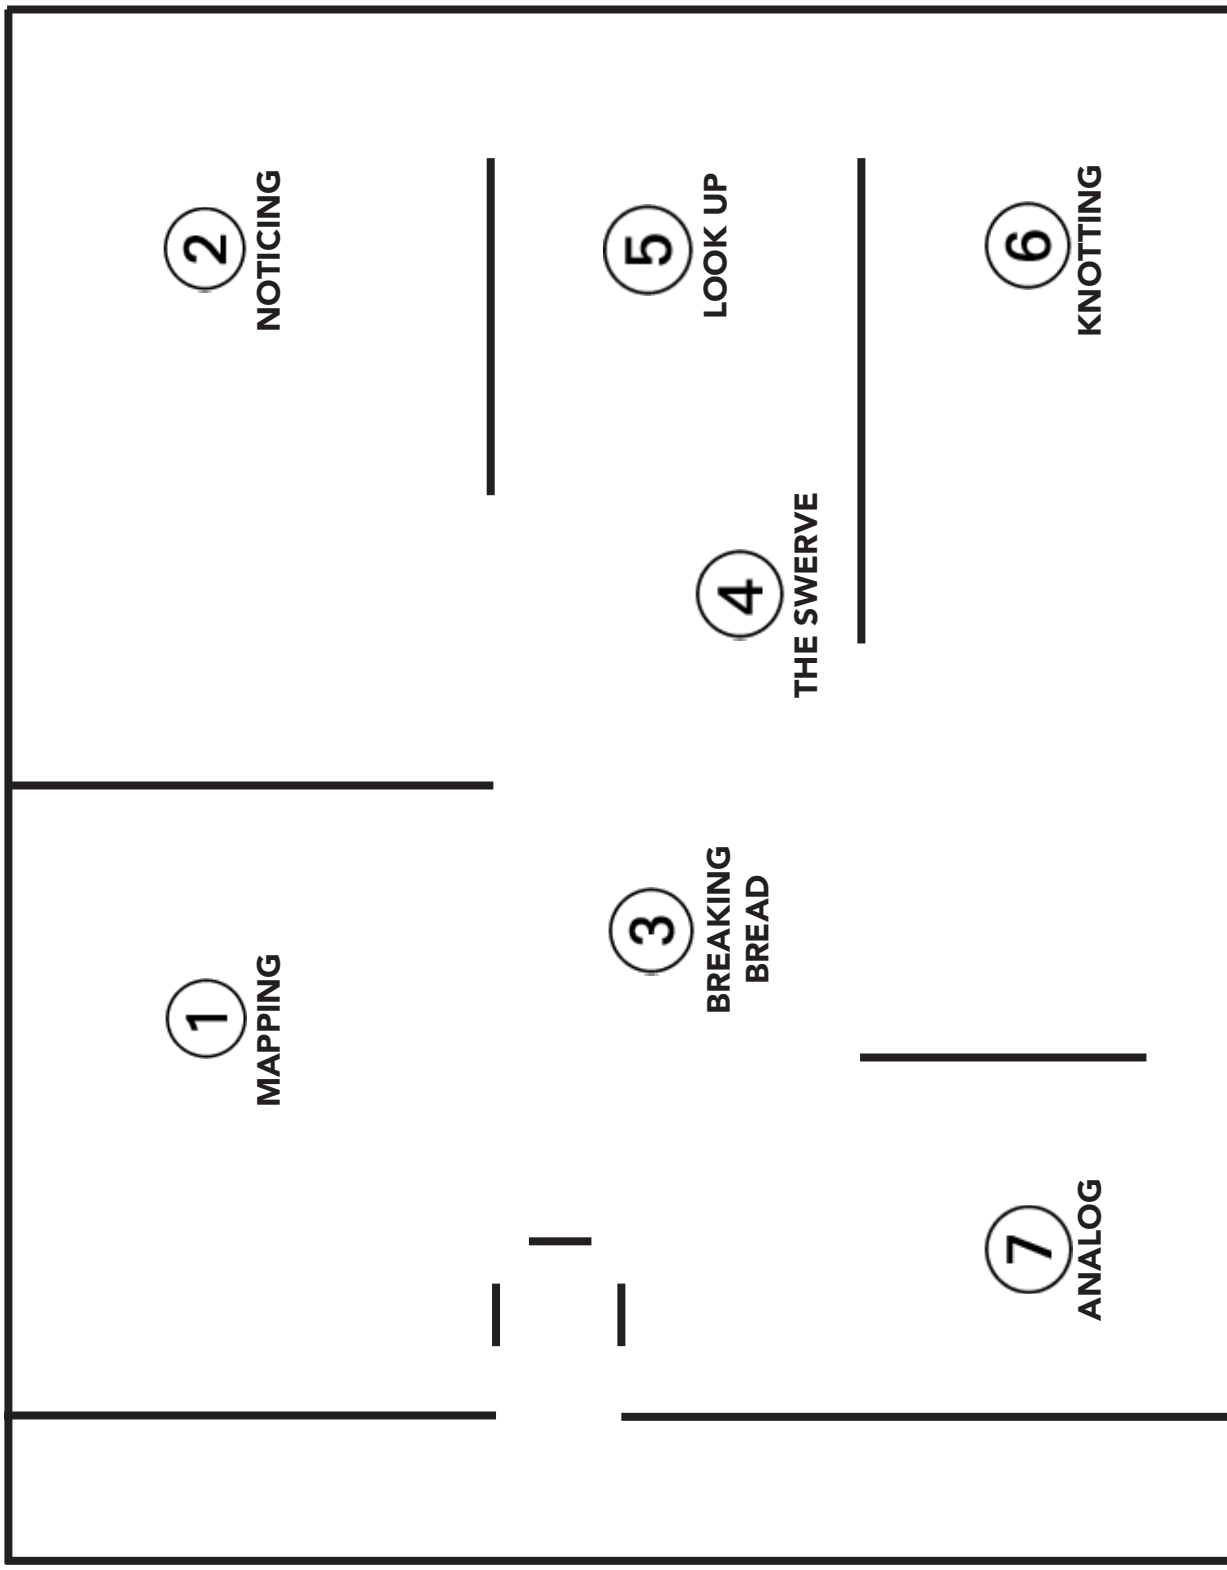 1
MAPPING
2
NOTICING
3
BREAKING
BREAD
4
THE SWERVE
5
LOOK UP
6
KNOTTING
7
ANALOG